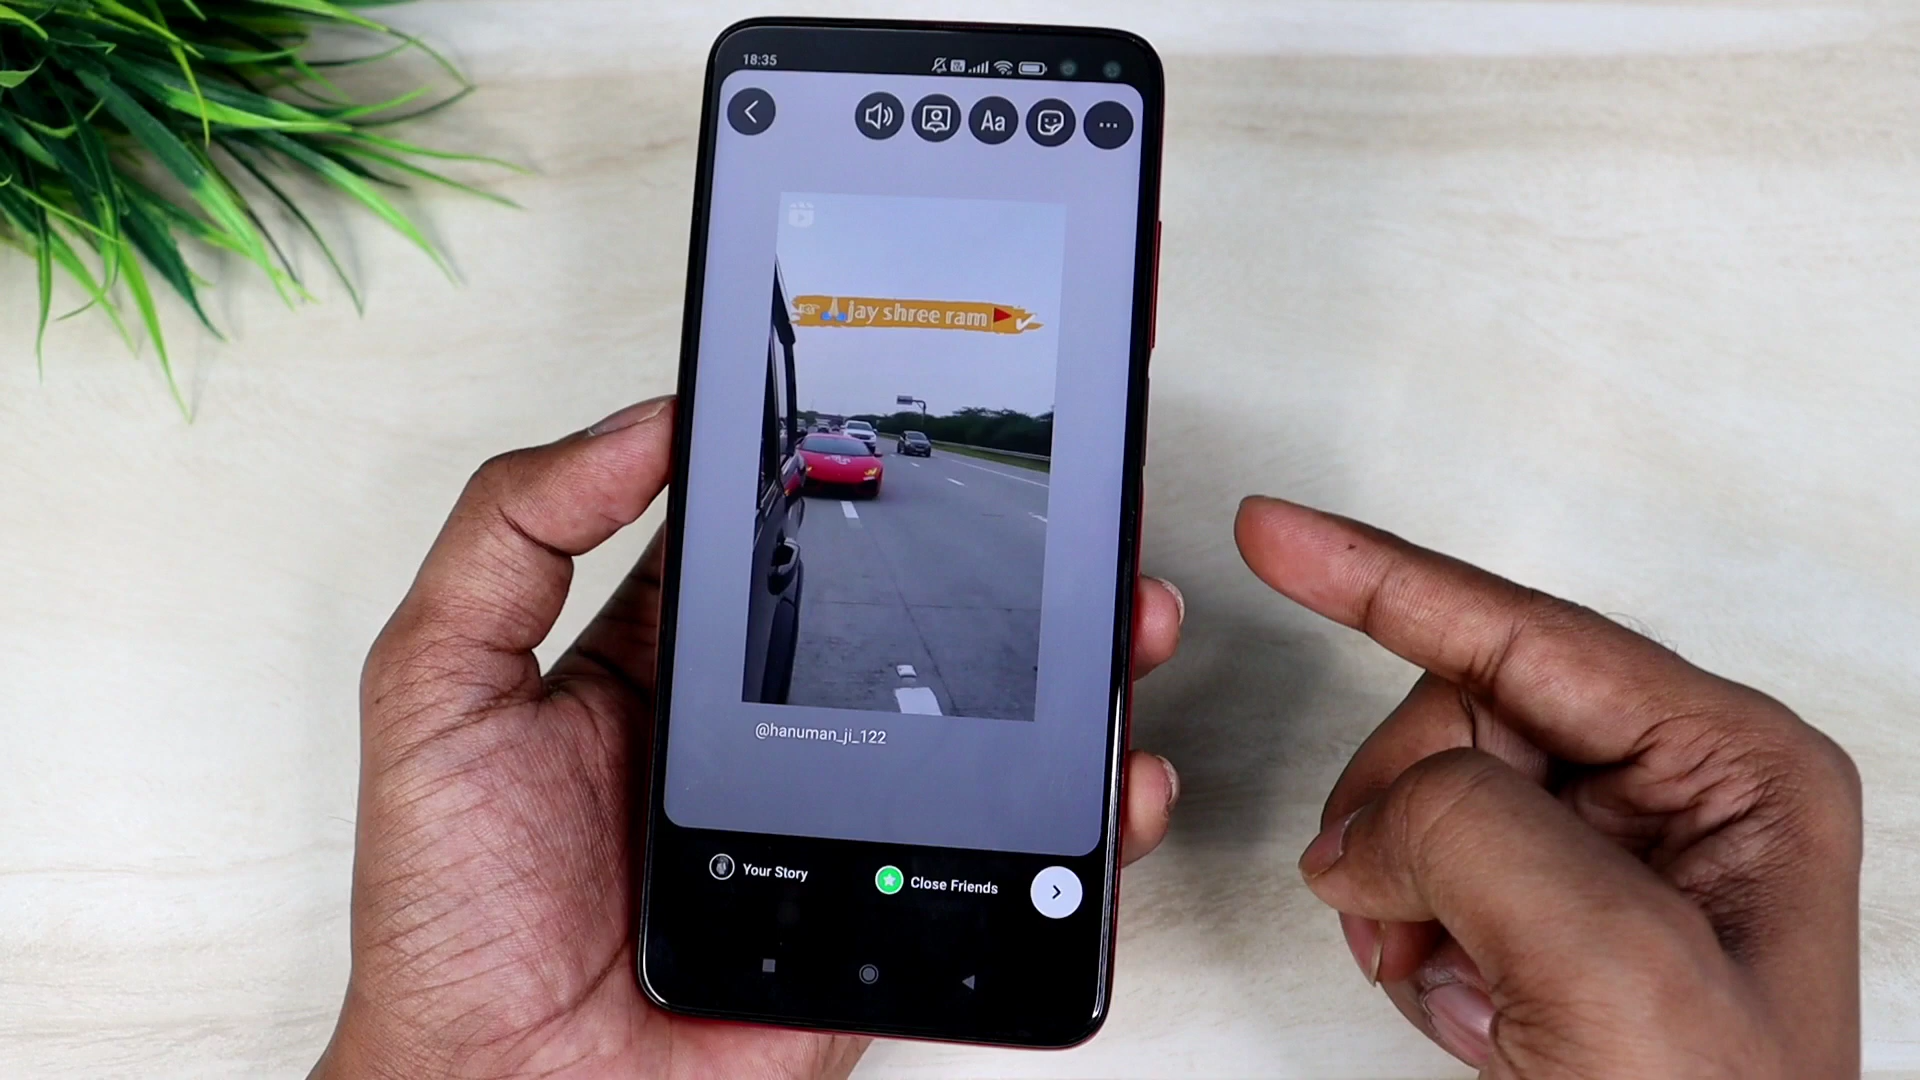 18:35
Aa
jay shree ram
@hanuman_ji_122
Your Story
Close Friends